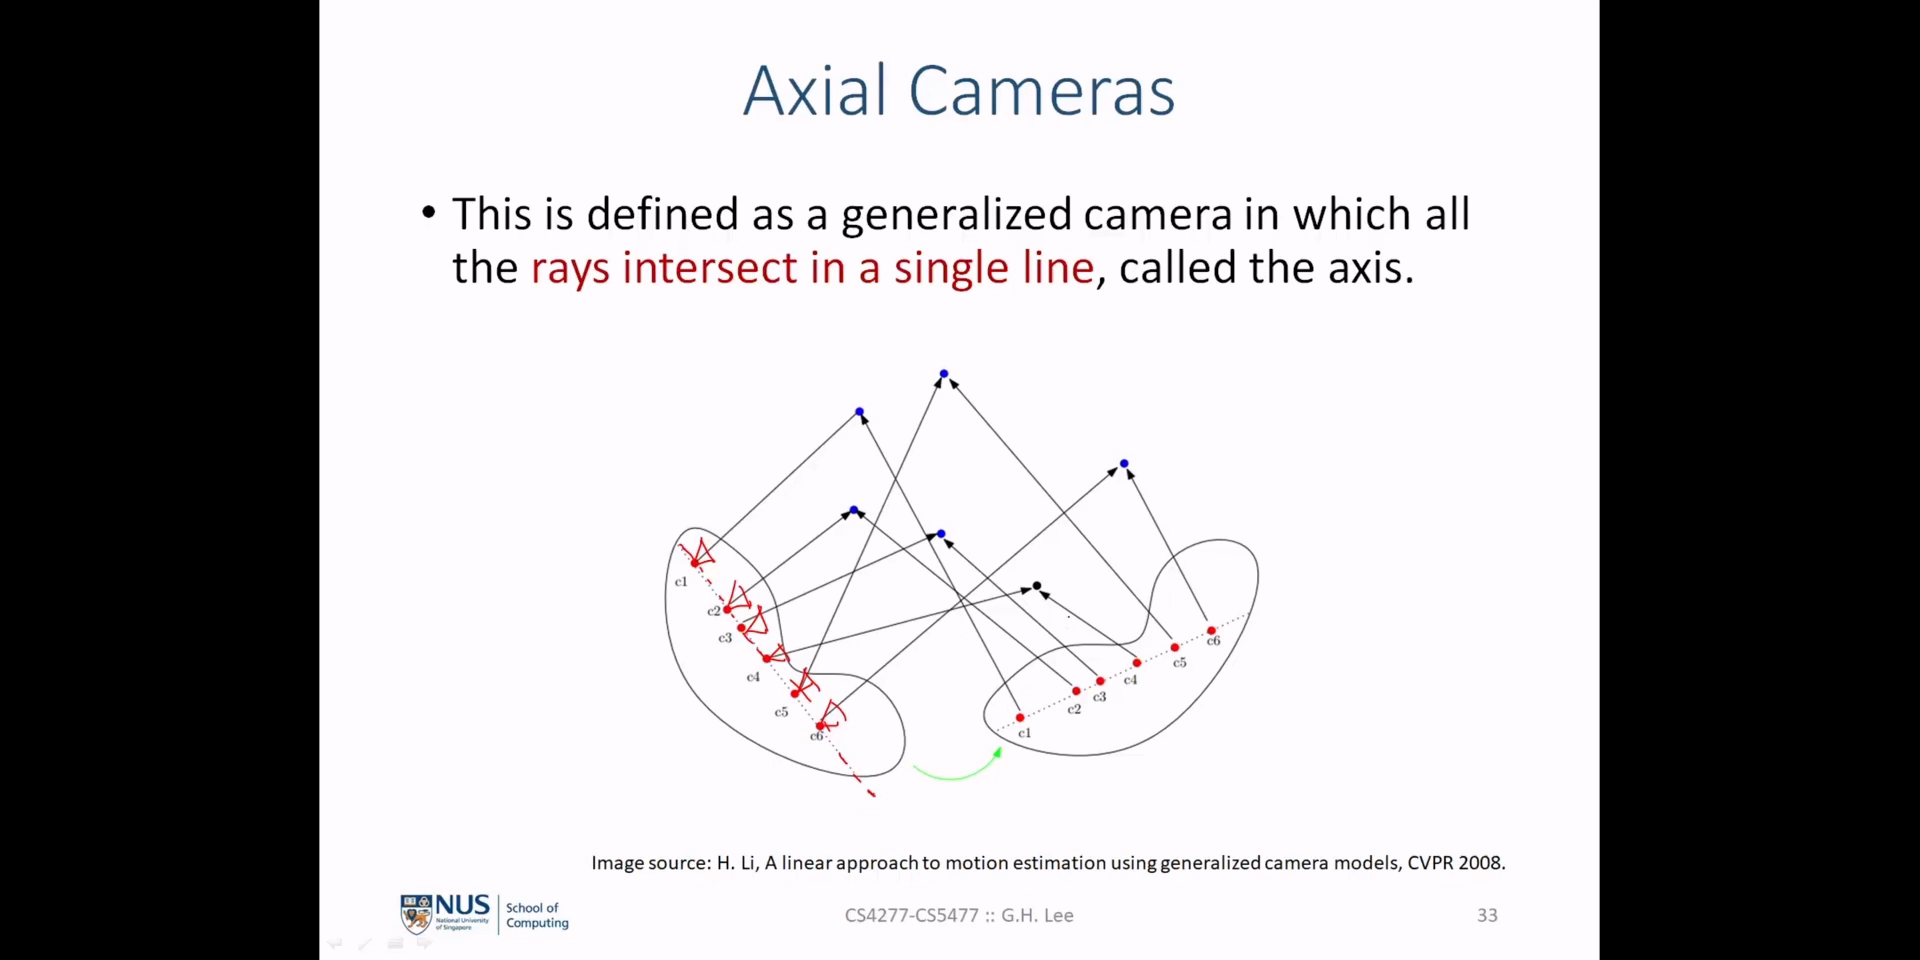 Axial Cameras
• This is defined as a generalized camera in which all
the rays intersect in a single line, called the axis.
c1
c2
c3
c4
c5
c6
c1
c2
c3
c4
c5
c6
Image source: H. Li, A linear approach to motion estimation using generalized camera models, CVPR 2008.
NUS
National University
of Singapore
School of
Computing
CS4277-CS5477 :: G.H. Lee
33